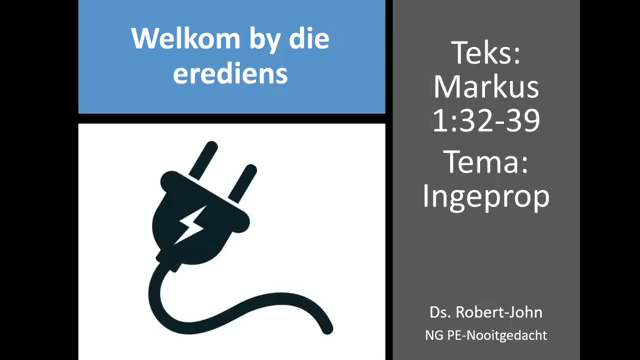 Welkom by die
erediens
Teks:
Markus
1:32-39
Tema:
Ingeprop
Ds. Robert-John
NG PE-Nooitgedacht